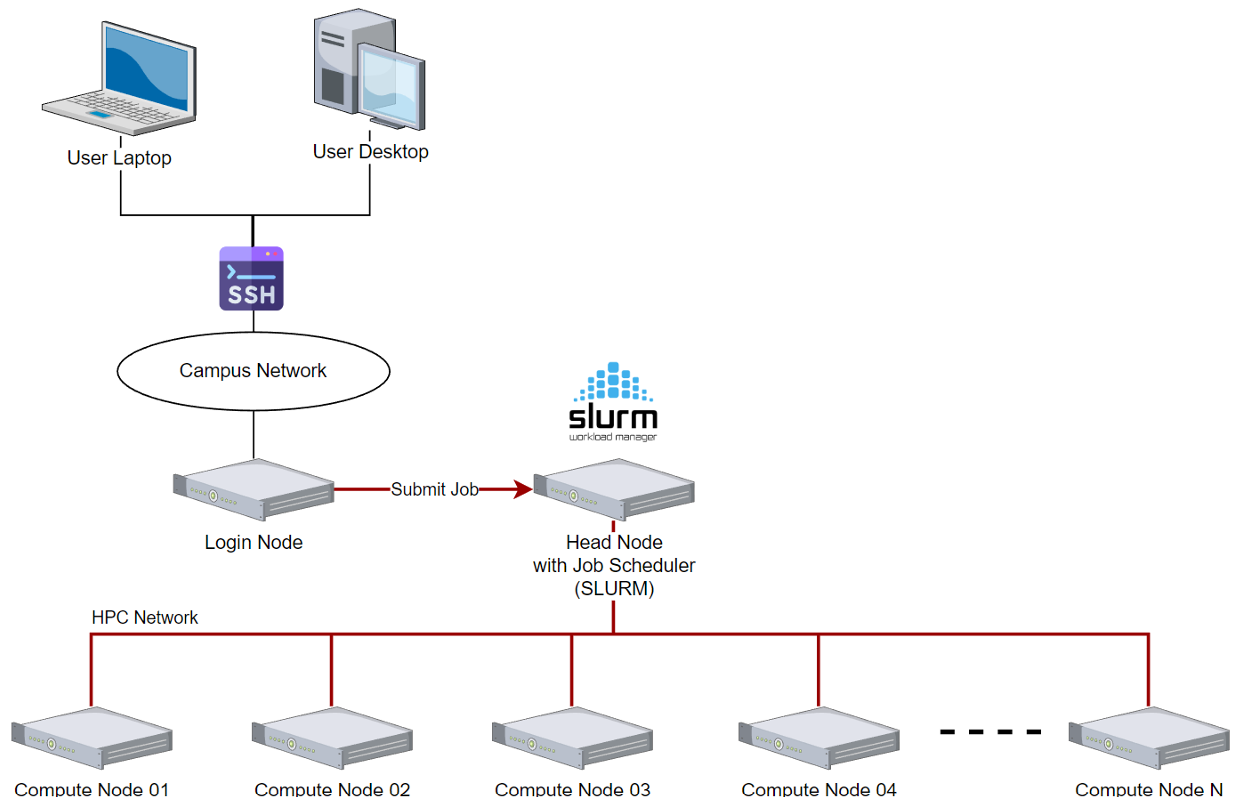 User Laptop
User Desktop
SSH
Campus Network
slurm
workload manager
Submit Job
Login Node
Head Node
with Job Scheduler
(SLURM)
HPC Network
Compute Node 01
Compute Node 02
Compute Node 03
Compute Node 04
Compute Node N